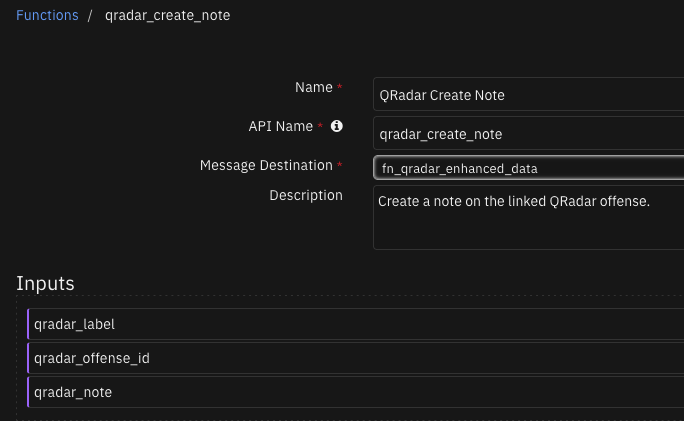 Functions / qradar_create_note
Name * QRadar Create Note
API Name * qradar_create_note
Message Destination * fn_qradar_enhanced_data
Description Create a note on the linked QRadar offense.
Inputs
qradar_label
qradar_offense_id
qradar_note